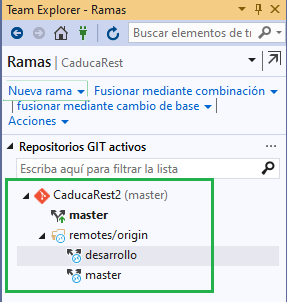 Team Explorer - Ramas
Buscar elementos de tr
Ramas | CaducaRest
Nueva rama Fusionar mediante combinación
| fusionar mediante cambio de base
Acciones
Repositorios GIT activos
Escriba aquí para filtrar la lista
CaducaRest2 (master)
master
remotes/origin
desarrollo
master